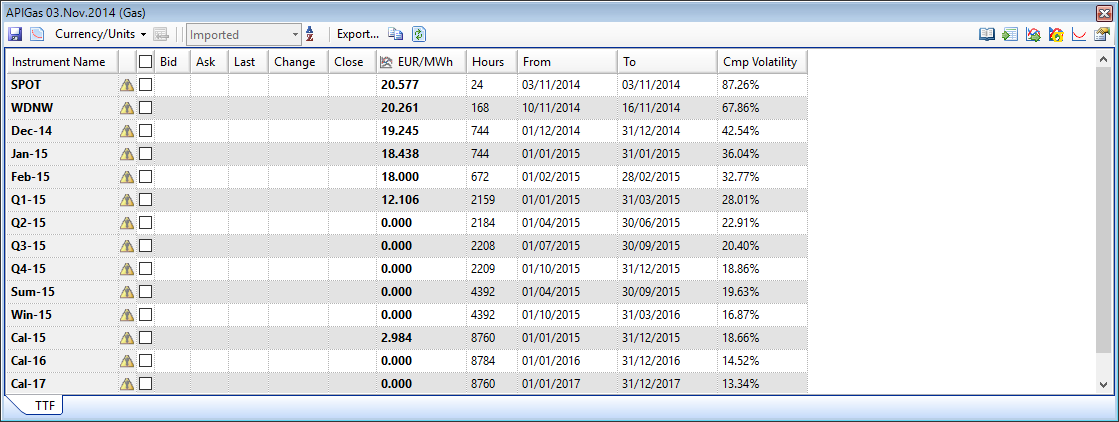 APIGas 03.Nov.2014 (Gas)
Currency/Units Imported A Z Export...
Instrument Name Bid Ask Last Change Close EUR/MWh Hours From To Cmp Volatility
SPOT 20.577 24 03/11/2014 03/11/2014 87.26%
WDNW 20.261 168 10/11/2014 16/11/2014 67.86%
Dec-14 19.245 744 01/12/2014 31/12/2014 42.54%
Jan-15 18.438 744 01/01/2015 31/01/2015 36.04%
Feb-15 18.000 672 01/02/2015 28/02/2015 32.77%
Q1-15 12.106 2159 01/01/2015 31/03/2015 28.01%
Q2-15 0.000 2184 01/04/2015 30/06/2015 22.91%
Q3-15 0.000 2208 01/07/2015 30/09/2015 20.40%
Q4-15 0.000 2209 01/10/2015 31/12/2015 18.86%
Sum-15 0.000 4392 01/04/2015 30/09/2015 19.63%
Win-15 0.000 4392 01/10/2015 31/03/2016 16.87%
Cal-15 2.984 8760 01/01/2015 31/12/2015 18.66%
Cal-16 0.000 8784 01/01/2016 31/12/2016 14.52%
Cal-17 0.000 8760 01/01/2017 31/12/2017 13.34%
TTF